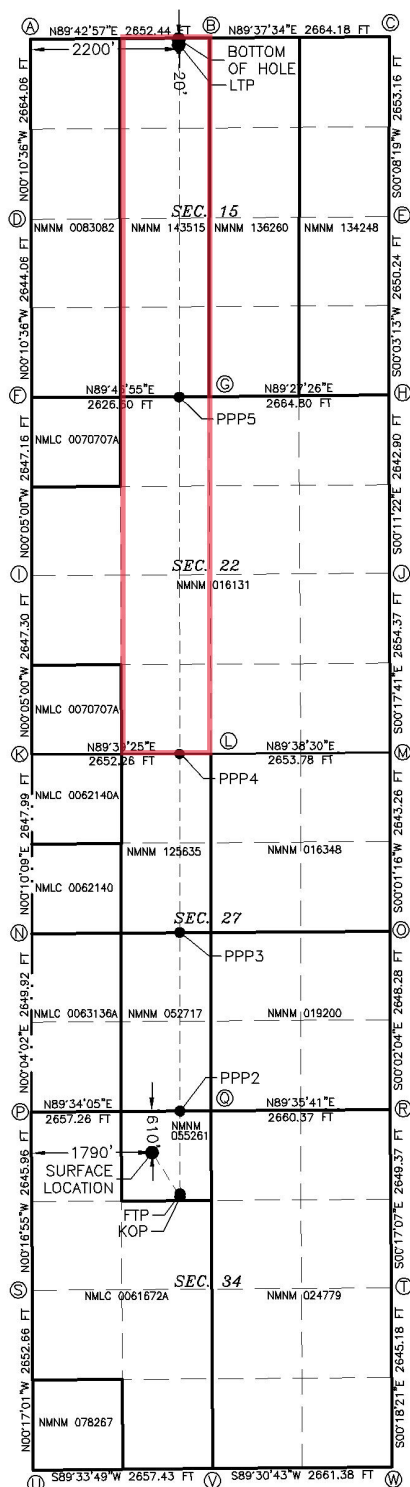 A B C
N89°42'57"E 2652.44 FT N89°37'34"E 2664.18 FT
2200'
20'
BOTTOM
OF HOLE
LTP
N00°10'36"W 2664.06 FT
S00°08'19"W 2653.16 FT
SEC. 15
D E
NMNM 0083082 NMNM 143515 NMNM 136260 NMNM 134248
N00°10'36"W 2644.06 FT
S00°03'13"W 2650.24 FT
N89°46'55"E G N89°27'26"E
F H
2626.60 FT 2664.80 FT
PPP5
NMLC 0070707A
N00°05'00"W 2647.16 FT
S00°11'22"E 2642.90 FT
SEC. 22
I J
NMNM 016131
N00°05'00"W 2647.30 FT
S00°17'41"E 2654.37 FT
NMLC 0070707A
N89°39'25"E L N89°38'30"E
K M
2652.26 FT 2653.78 FT
PPP4
NMLC 0062140A
N00°10'09"E 2647.99 FT
S00°01'16"W 2643.26 FT
NMNM 125635 NMNM 016348
NMLC 0062140
SEC. 27
N O
PPP3
N00°04'02"E 2649.92 FT
S00°02'04"E 2648.28 FT
NMLC 0063136A NMNM 052717 NMNM 019200
PPP2
N89°34'05"E Q N89°35'41"E
P R
2657.26 FT 2660.37 FT
610'
NMNM
055261
1790'
SURFACE
LOCATION
FTP
KOP
N00°16'55"W 2645.96 FT
S00°17'07"E 2649.37 FT
SEC. 34
S T
NMLC 0061672A NMNM 024779
N00°17'01"W 2652.66 FT
S00°18'21"E 2645.18 FT
NMNM 078267
U V W
S89°33'49"W 2657.43 FT S89°30'43"W 2661.38 FT